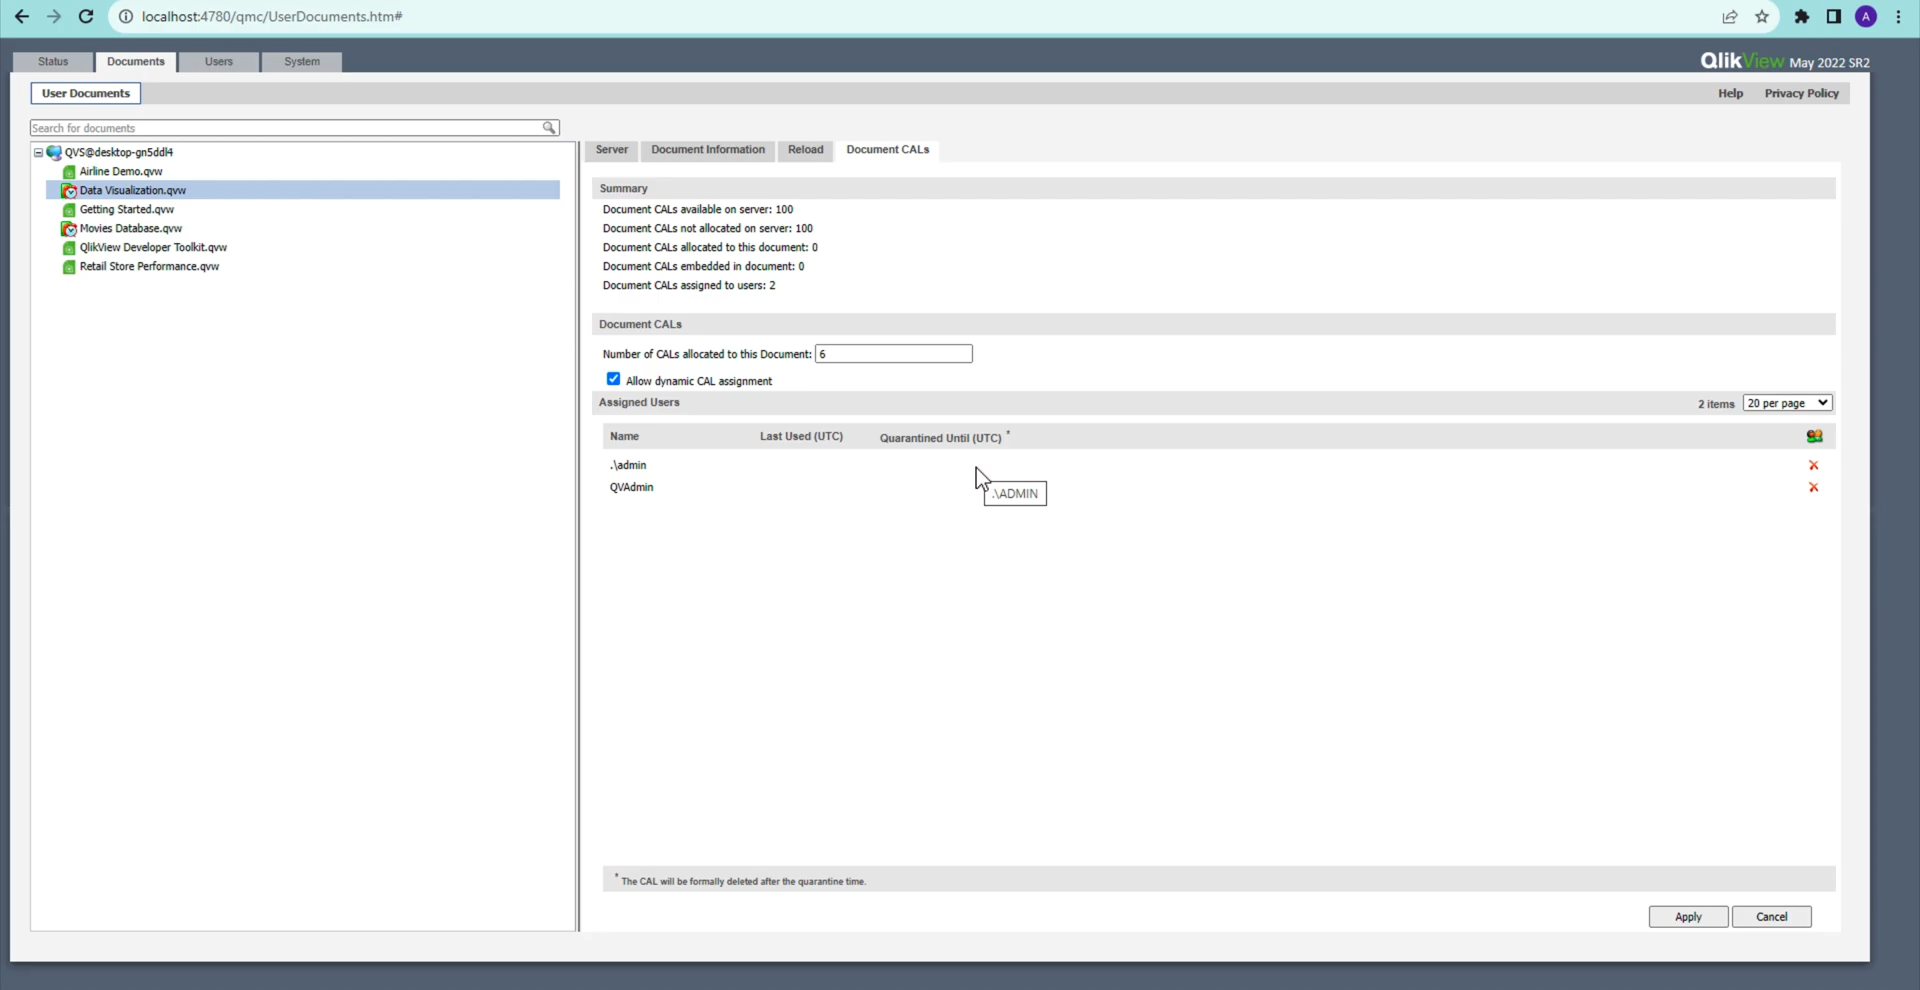 localhost:4780/qmc/UserDocuments.htm#
A
Status
Documents
Users
System
QlikView May 2022 SR2
User Documents
Help
Privacy Policy
Search for documents
QVS@desktop-gn5ddl4
Airline Demo.qvw
Data Visualization.qvw
Getting Started.qvw
Movies Database.qvw
QlikView Developer Toolkit.qvw
Retail Store Performance.qvw
Server
Document Information
Reload
Document CALs
Summary
Document CALs available on server: 100
Document CALs not allocated on server: 100
Document CALs allocated to this document: 0
Document CALs embedded in document: 0
Document CALs assigned to users: 2
Document CALs
Number of CALs allocated to this Document: 6
Allow dynamic CAL assignment
Assigned Users
2 items
20 per page
Name
Last Used (UTC)
Quarantined Until (UTC) *
.\admin
QVAdmin
.\ADMIN
* The CAL will be formally deleted after the quarantine time.
Apply
Cancel